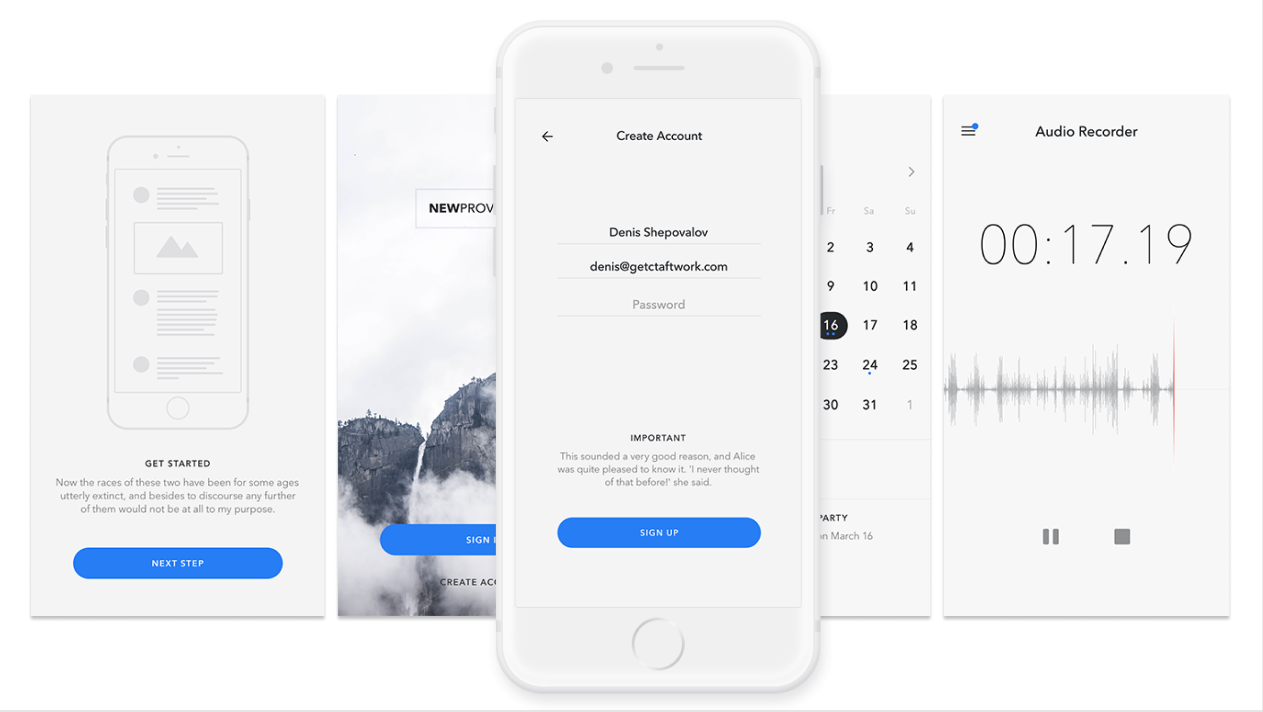 GET STARTED
Now the races of these two have been for some ages
utterly extinct, and besides to discourse any further
of them would not be at all to my purpose.
NEXT STEP
NEWPROV
SIGN
CREATE ACC
Create Account
Denis Shepovalov
denis@getctaftwork.com
Password
IMPORTANT
This sounded a very good reason, and Alice
was quite pleased to know it. 'I never thought
of that before!' she said.
SIGN UP
Fr Sa Su
2 3 4
9 10 11
16 17 18
23 24 25
30 31 1
PARTY
on March 16
Audio Recorder
00:17.19